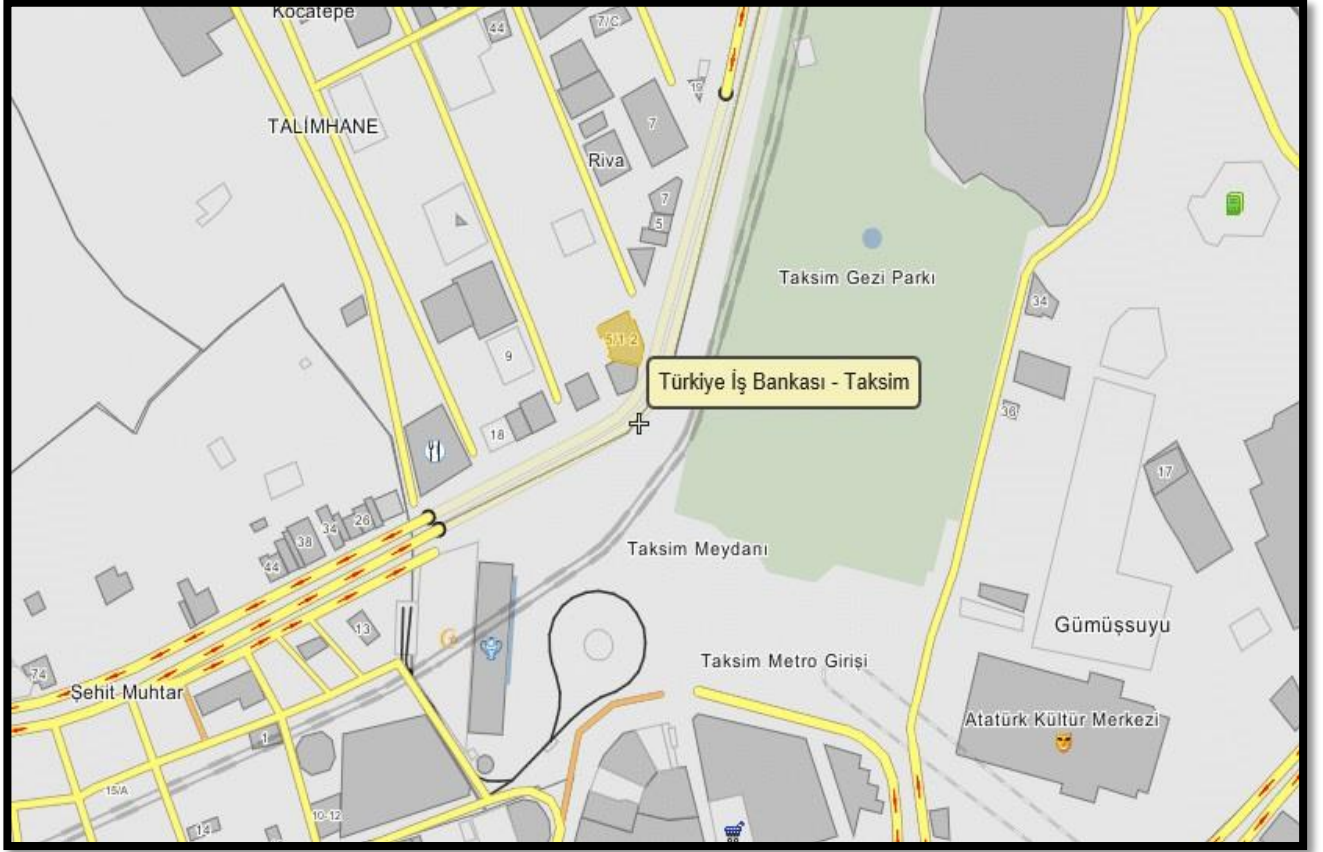 Kocatepe
44
7/C
19
TALİMHANE
7
Riva
7
5
Taksim Gezi Parkı
34
5/1-2
9
Türkiye İş Bankası - Taksim
36
18
17
26
34
38
44
Taksim Meydanı
13
Gümüşsuyu
Taksim Metro Girişi
74
Şehit Muhtar
Atatürk Kültür Merkezi
1
15/A
10-12
14